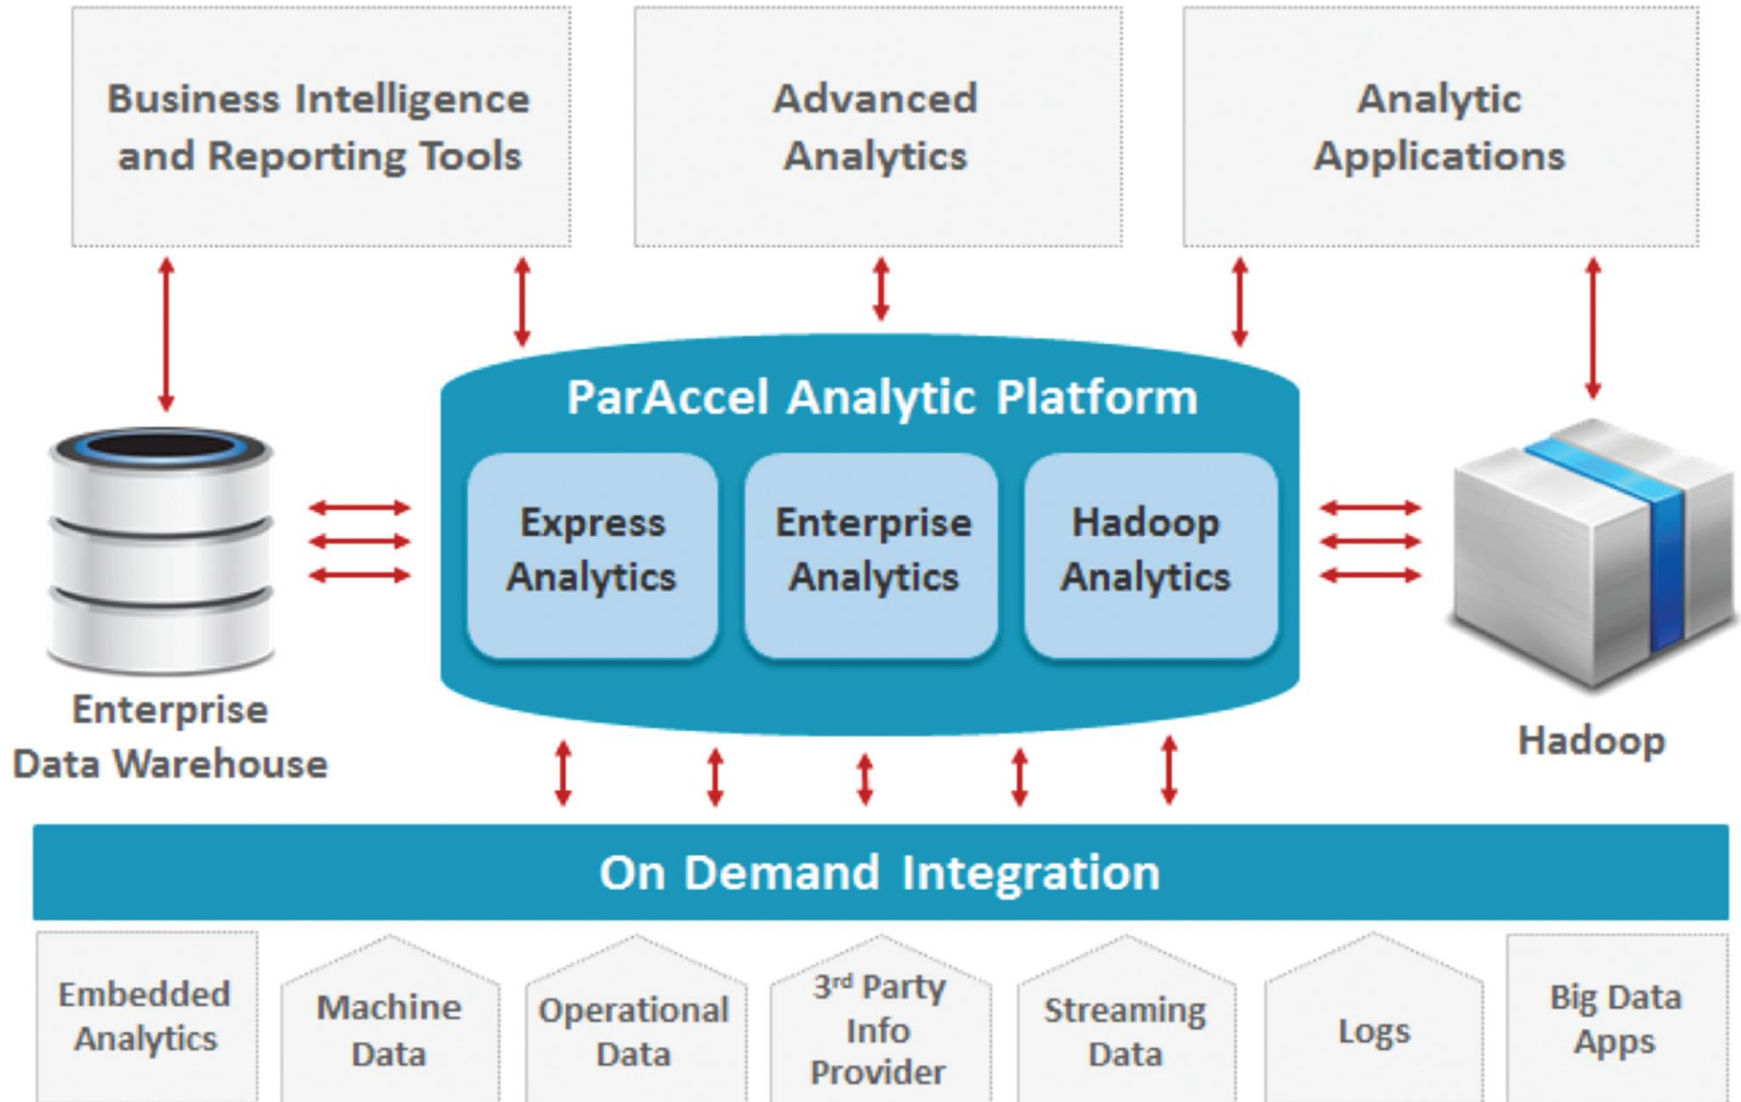 Business Intelligence
and Reporting Tools
Advanced
Analytics
Analytic
Applications
ParAccel Analytic Platform
Express
Analytics
Enterprise
Analytics
Hadoop
Analytics
Enterprise
Data Warehouse
Hadoop
On Demand Integration
Embedded
Analytics
Machine
Data
Operational
Data
3rd Party
Info
Provider
Streaming
Data
Logs
Big Data
Apps